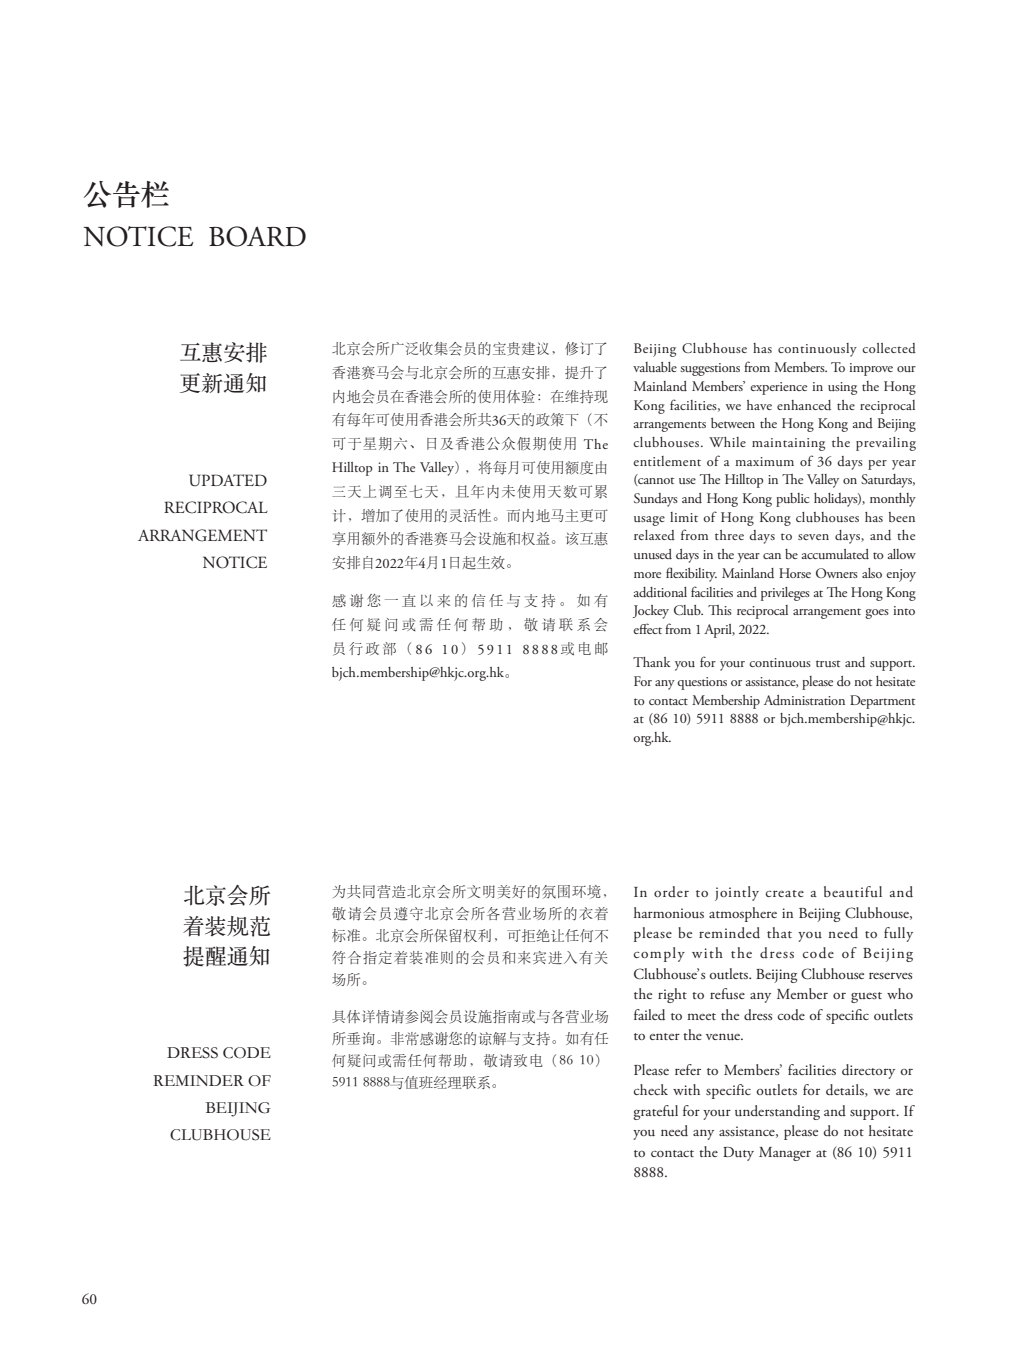 公告栏
NOTICE BOARD
互惠安排
更新通知
UPDATED
RECIPROCAL
ARRANGEMENT
NOTICE
北京会所广泛收集会员的宝贵建议，修订了
香港赛马会与北京会所的互惠安排，提升了
内地会员在香港会所的使用体验：在维持现
有每年可使用香港会所共36天的政策下（不
可于星期六、日及香港公众假期使用 The
Hilltop in The Valley），将每月可使用额度由
三天上调至七天，且年内未使用天数可累
计，增加了使用的灵活性。而内地马主更可
享用额外的香港赛马会设施和权益。该互惠
安排自2022年4月1日起生效。
感谢您一直以来的信任与支持。如有
任何疑问或需任何帮助，敬请联系会
员行政部（86 10）5911 8888或电邮
bjch.membership@hkjc.org.hk。
Beijing Clubhouse has continuously collected
valuable suggestions from Members. To improve our
Mainland Members’ experience in using the Hong
Kong facilities, we have enhanced the reciprocal
arrangements between the Hong Kong and Beijing
clubhouses. While maintaining the prevailing
entitlement of a maximum of 36 days per year
(cannot use The Hilltop in The Valley on Saturdays,
Sundays and Hong Kong public holidays), monthly
usage limit of Hong Kong clubhouses has been
relaxed from three days to seven days, and the
unused days in the year can be accumulated to allow
more flexibility. Mainland Horse Owners also enjoy
additional facilities and privileges at The Hong Kong
Jockey Club. This reciprocal arrangement goes into
effect from 1 April, 2022.
Thank you for your continuous trust and support.
For any questions or assistance, please do not hesitate
to contact Membership Administration Department
at (86 10) 5911 8888 or bjch.membership@hkjc.
org.hk.
北京会所
着装规范
提醒通知
DRESS CODE
REMINDER OF
BEIJING
CLUBHOUSE
为共同营造北京会所文明美好的氛围环境，
敬请会员遵守北京会所各营业场所的衣着
标准。北京会所保留权利，可拒绝让任何不
符合指定着装准则的会员和来宾进入有关
场所。
具体详情请参阅会员设施指南或与各营业场
所垂询。非常感谢您的谅解与支持。如有任
何疑问或需任何帮助，敬请致电（86 10）
5911 8888与值班经理联系。
In order to jointly create a beautiful and
harmonious atmosphere in Beijing Clubhouse,
please be reminded that you need to fully
comply with the dress code of Beijing
Clubhouse’s outlets. Beijing Clubhouse reserves
the right to refuse any Member or guest who
failed to meet the dress code of specific outlets
to enter the venue.
Please refer to Members’ facilities directory or
check with specific outlets for details, we are
grateful for your understanding and support. If
you need any assistance, please do not hesitate
to contact the Duty Manager at (86 10) 5911
8888.
60